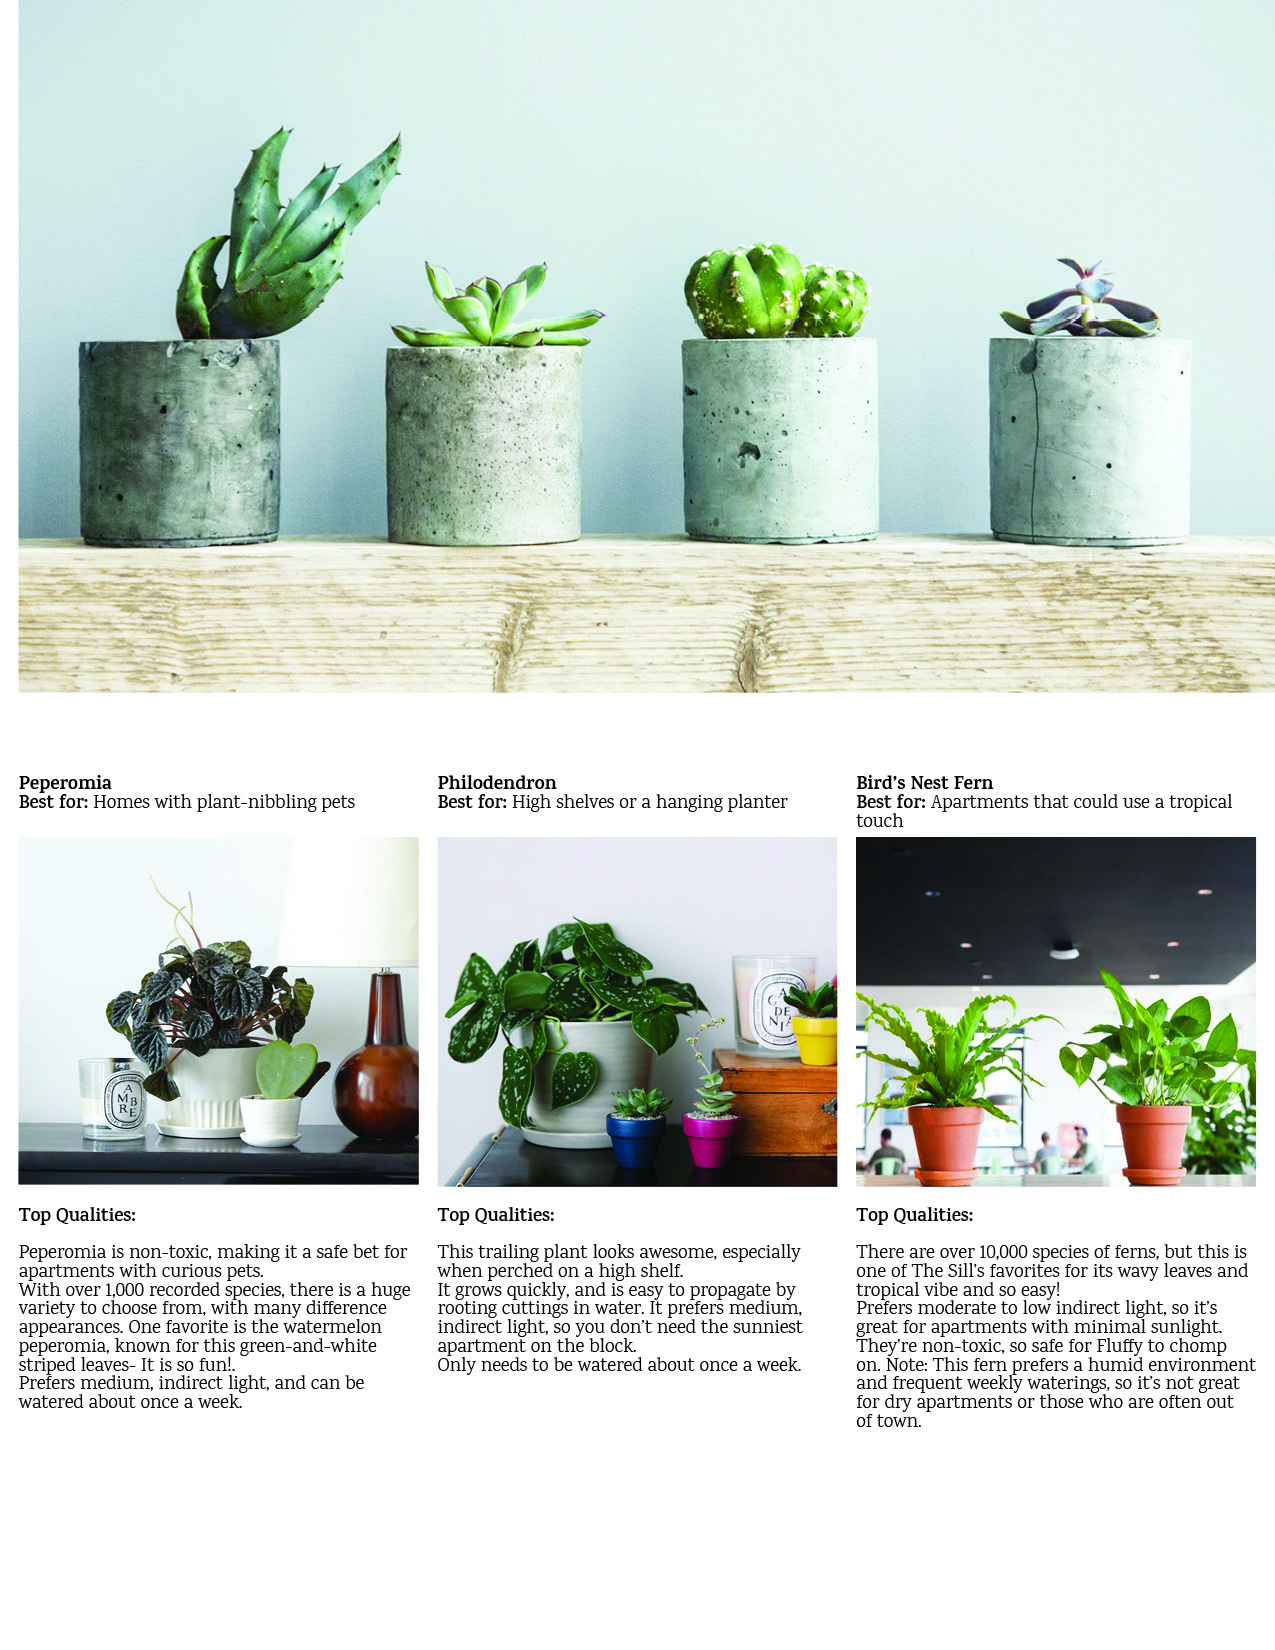 Peperomia
Best for: Homes with plant-nibbling pets
Philodendron
Best for: High shelves or a hanging planter
Bird's Nest Fern
Best for: Apartments that could use a tropical
touch
A
MB
RE
A
CA
DE
NIA
Top Qualities:
Peperomia is non-toxic, making it a safe bet for
apartments with curious pets.
With over 1,000 recorded species, there is a huge
variety to choose from, with many difference
appearances. One favorite is the watermelon
peperomia, known for this green-and-white
striped leaves- It is so fun!.
Prefers medium, indirect light, and can be
watered about once a week.
Top Qualities:
This trailing plant looks awesome, especially
when perched on a high shelf.
It grows quickly, and is easy to propagate by
rooting cuttings in water. It prefers medium,
indirect light, so you don't need the sunniest
apartment on the block.
Only needs to be watered about once a week.
Top Qualities:
There are over 10,000 species of ferns, but this is
one of The Sill's favorites for its wavy leaves and
tropical vibe and so easy!
Prefers moderate to low indirect light, so it's
great for apartments with minimal sunlight.
They're non-toxic, so safe for Fluffy to chomp
on. Note: This fern prefers a humid environment
and frequent weekly waterings, so it's not great
for dry apartments or those who are often out
of town.